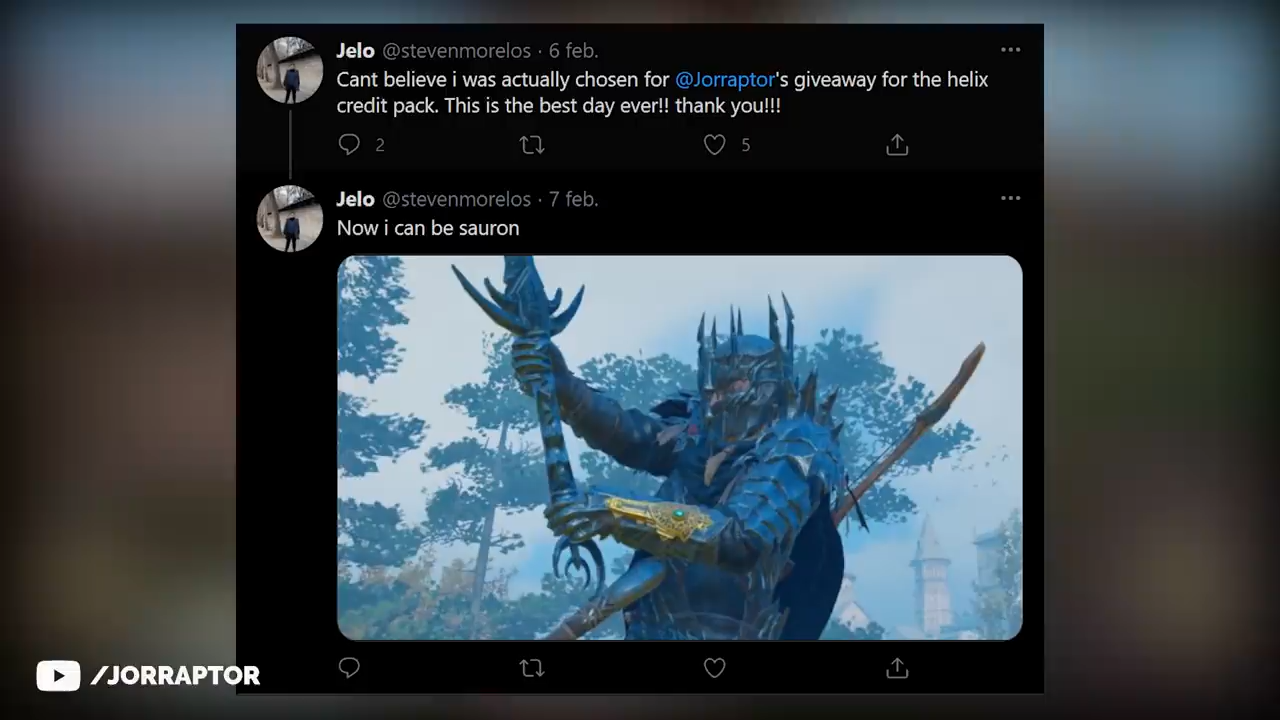 Jelo @stevenmorelos · 6 feb.
Cant believe i was actually chosen for @Jorraptor's giveaway for the helix
credit pack. This is the best day ever!! thank you!!!
2 5
Jelo @stevenmorelos · 7 feb.
Now i can be sauron
/JORRAPTOR